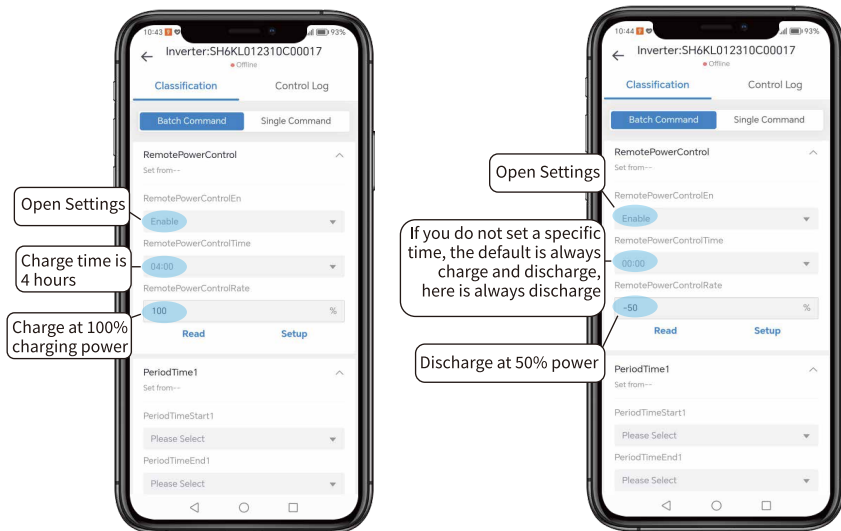 10:43
93%
Inverter:SH6KL012310C00017
Offline
Classification
Control Log
Batch Command
Single Command
RemotePowerControl
Set from--
RemotePowerControlEn
Open Settings
Enable
RemotePowerControlTime
Charge time is
4 hours
04:00
RemotePowerControlRate
100
%
Charge at 100%
charging power
Read
Setup
PeriodTime1
Set from--
PeriodTimeStart1
Please Select
PeriodTimeEnd1
Please Select
10:44
93%
Inverter:SH6KL012310C00017
Offline
Classification
Control Log
Batch Command
Single Command
RemotePowerControl
Set from--
Open Settings
RemotePowerControlEn
Enable
If you do not set a specific
time, the default is always
charge and discharge,
here is always discharge
RemotePowerControlTime
00:00
RemotePowerControlRate
-50
%
Read
Setup
Discharge at 50% power
PeriodTime1
Set from--
PeriodTimeStart1
Please Select
PeriodTimeEnd1
Please Select